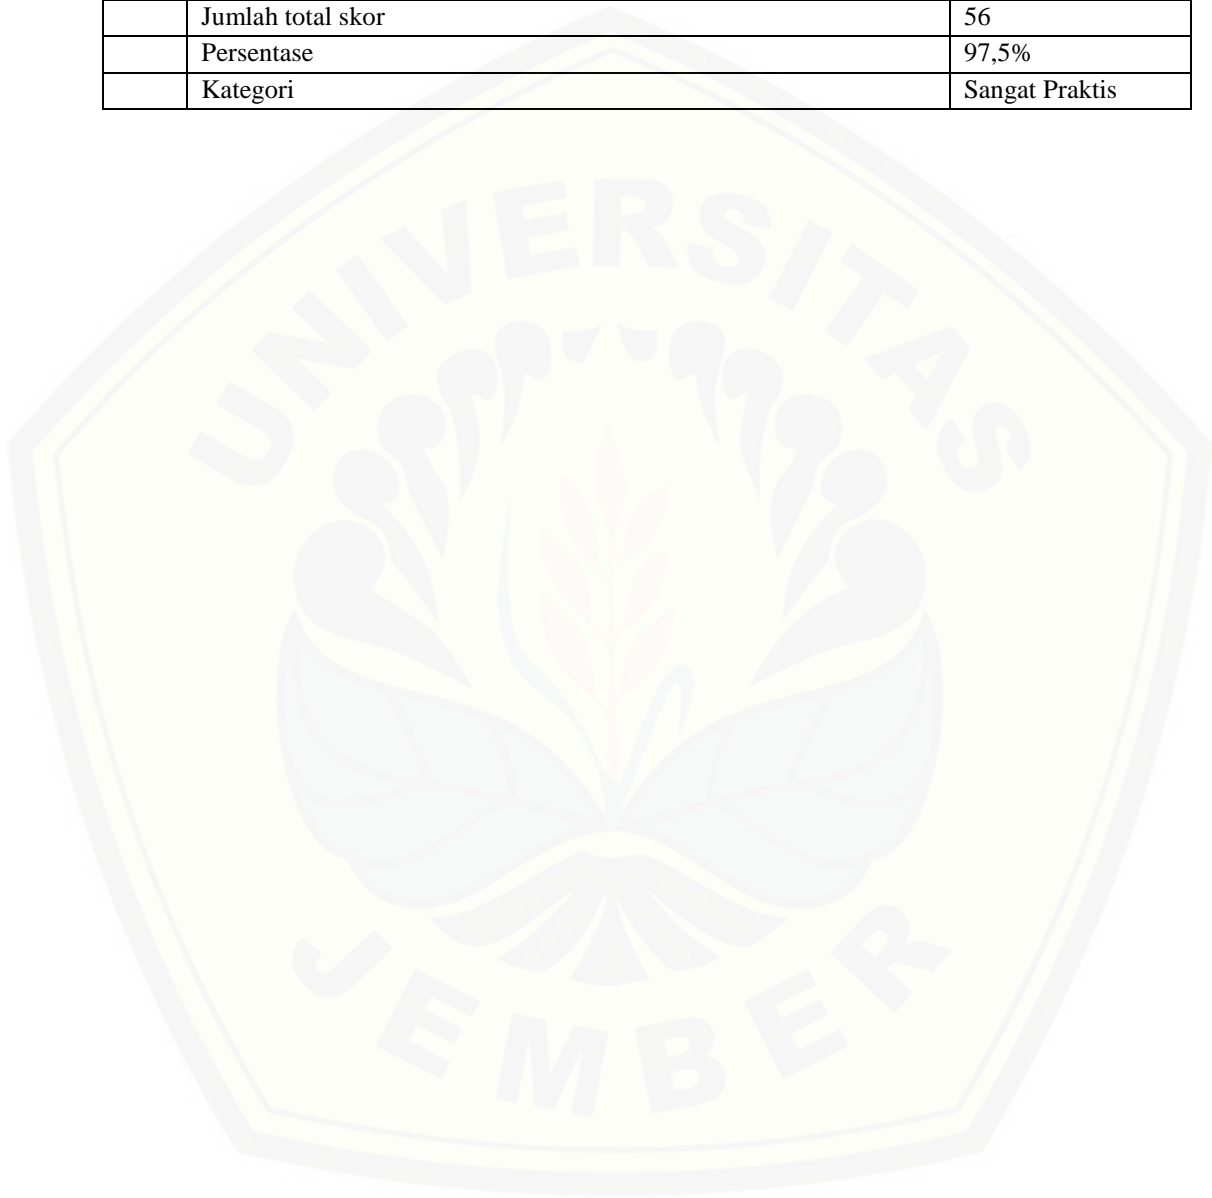 Jumlah total skor 56
Persentase 97,5%
Kategori Sangat Praktis
UNIVERSITAS
JEMBER